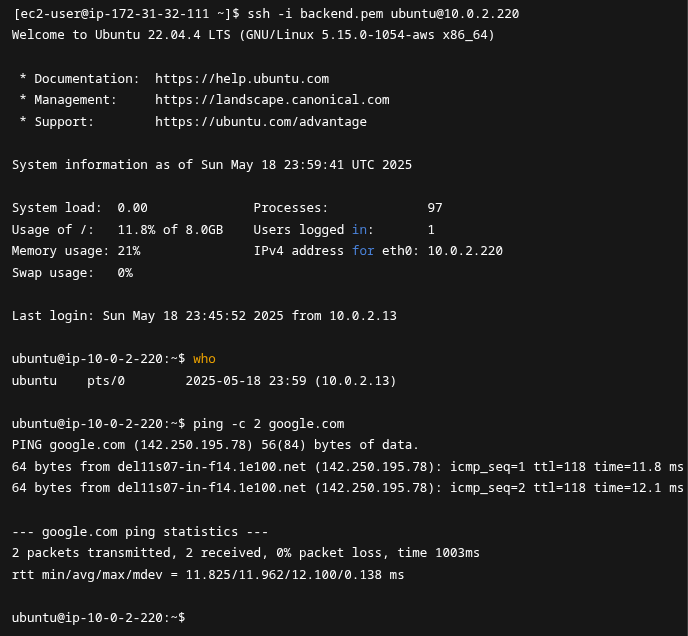 [ec2-user@ip-172-31-32-111 ~]$ ssh -i backend.pem ubuntu@10.0.2.220
Welcome to Ubuntu 22.04.4 LTS (GNU/Linux 5.15.0-1054-aws x86_64)

 * Documentation:  https://help.ubuntu.com
 * Management:     https://landscape.canonical.com
 * Support:        https://ubuntu.com/advantage

System information as of Sun May 18 23:59:41 UTC 2025

System load:  0.00              Processes:             97
Usage of /:   11.8% of 8.0GB    Users logged in:       1
Memory usage: 21%               IPv4 address for eth0: 10.0.2.220
Swap usage:   0%

Last login: Sun May 18 23:45:52 2025 from 10.0.2.13

ubuntu@ip-10-0-2-220:~$ who
ubuntu    pts/0        2025-05-18 23:59 (10.0.2.13)

ubuntu@ip-10-0-2-220:~$ ping -c 2 google.com
PING google.com (142.250.195.78) 56(84) bytes of data.
64 bytes from del11s07-in-f14.1e100.net (142.250.195.78): icmp_seq=1 ttl=118 time=11.8 ms
64 bytes from del11s07-in-f14.1e100.net (142.250.195.78): icmp_seq=2 ttl=118 time=12.1 ms

--- google.com ping statistics ---
2 packets transmitted, 2 received, 0% packet loss, time 1003ms
rtt min/avg/max/mdev = 11.825/11.962/12.100/0.138 ms

ubuntu@ip-10-0-2-220:~$